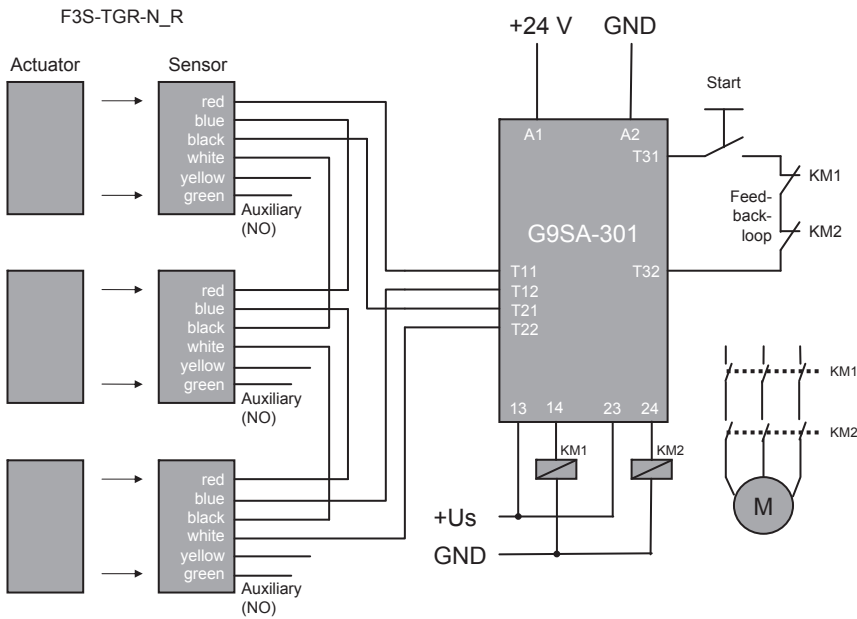 F3S-TGR-N_R
Actuator
Sensor
red
blue
black
white
yellow
green
Auxiliary
(NO)
red
blue
black
white
yellow
green
Auxiliary
(NO)
red
blue
black
white
yellow
green
Auxiliary
(NO)
+24 V
GND
A1
A2
T31
G9SA-301
T11
T12
T21
T22
T32
13
14
23
24
Start
KM1
Feed-
back-
loop
KM2
KM1
KM2
+Us
GND
KM1
KM2
M